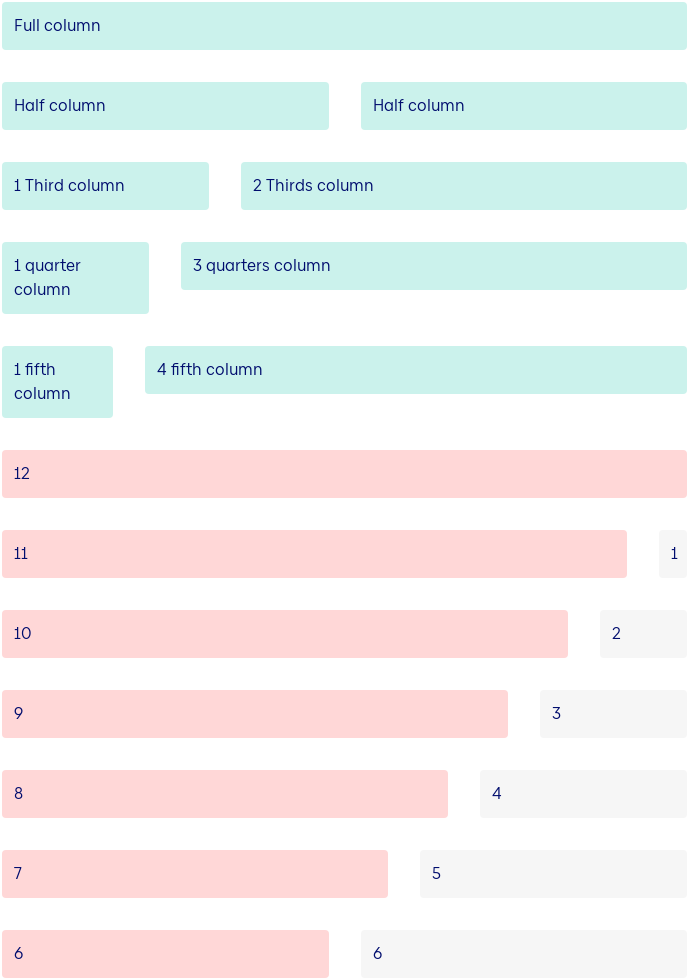 Full column
Half column
Half column
1 Third column
2 Thirds column
1 quarter
column
3 quarters column
1 fifth
column
4 fifth column
12
11
1
10
2
9
3
8
4
7
5
6
6